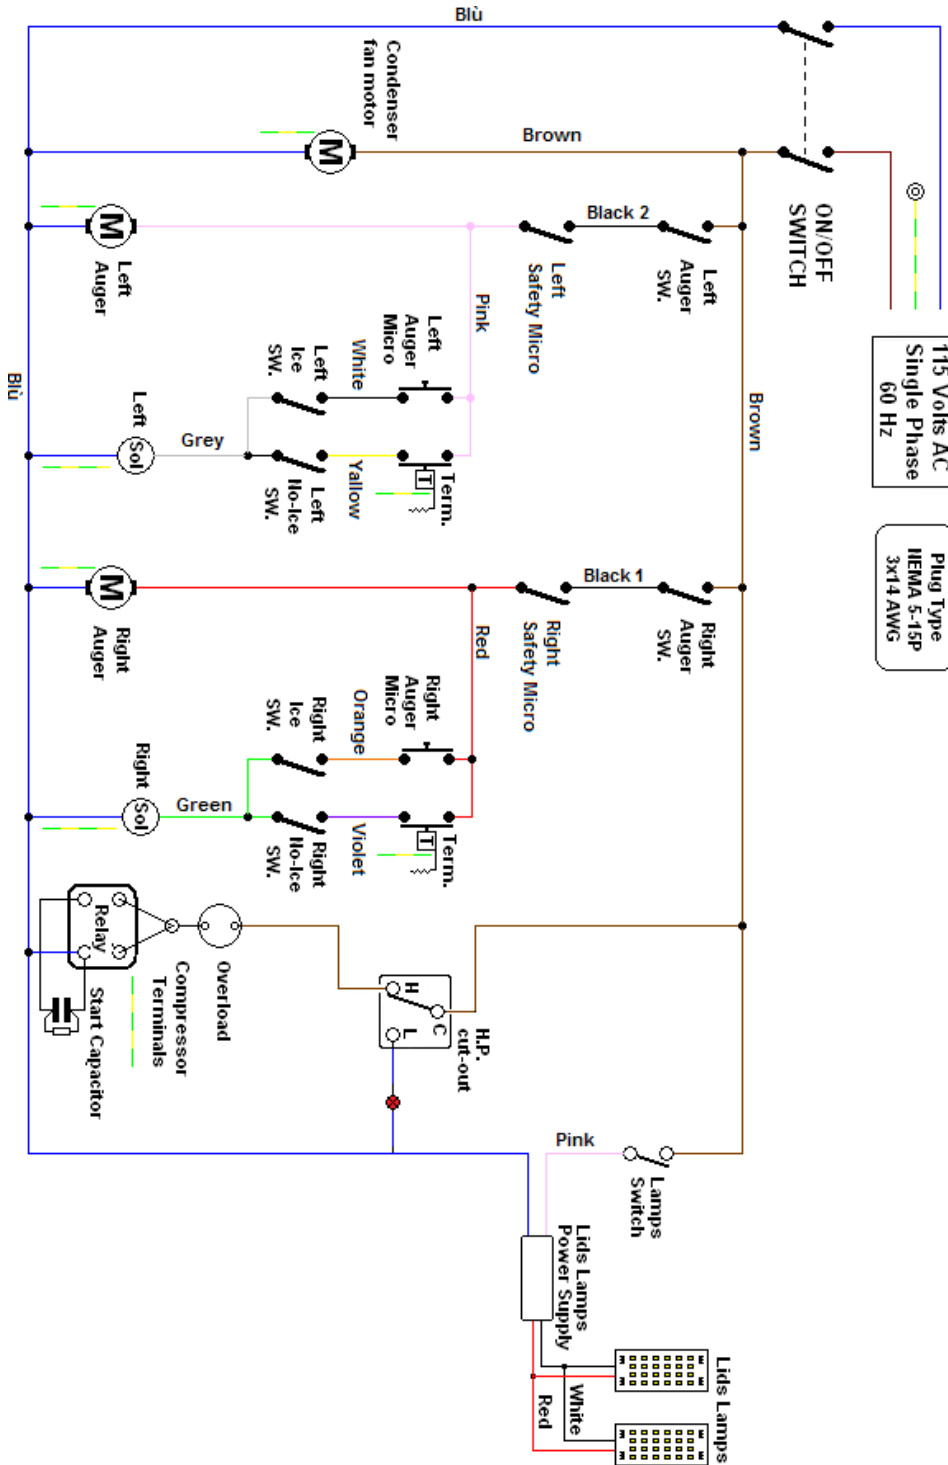 Blù
Condenser
fan motor
Brown
ON/OFF
SWITCH
115 Volts AC
Single Phase
60 Hz
Plug Type
NEMA 5-15P
3x14 AWG
M
M
Left
Auger
Black 2
Left
Safety Micro
Left
Auger
SW.
Pink
Left
Auger
Micro
White
Left
Ice
SW.
Brown
Blù
Left
Sol
Grey
Left
No-Ice
SW.
Yallow
T
Term.
M
Right
Auger
Black 1
Right
Safety Micro
Right
Auger
SW.
Red
Right
Auger
Micro
Orange
Right
Ice
SW.
Right
Sol
Green
Right
No-Ice
SW.
Violet
T
Term.
Relay
Start Capacitor
Compressor
Terminals
Overload
H
C
L
H.P.
cut-out
Pink
Lamps
Switch
Lids Lamps
Power Supply
White
Red
Lids Lamps